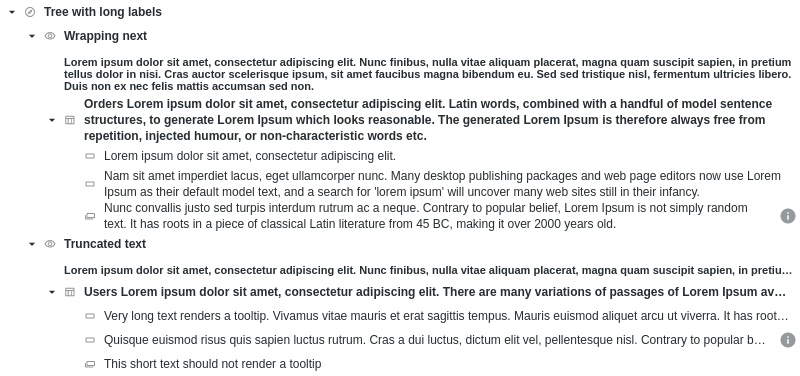 Tree with long labels
Wrapping next
Lorem ipsum dolor sit amet, consectetur adipiscing elit. Nunc finibus, nulla vitae aliquam placerat, magna quam suscipit sapien, in pretium
tellus dolor in nisi. Cras auctor scelerisque ipsum, sit amet faucibus magna bibendum eu. Sed sed tristique nisl, fermentum ultricies libero.
Duis non ex nec felis mattis accumsan sed non.
Orders Lorem ipsum dolor sit amet, consectetur adipiscing elit. Latin words, combined with a handful of model sentence
structures, to generate Lorem Ipsum which looks reasonable. The generated Lorem Ipsum is therefore always free from
repetition, injected humour, or non-characteristic words etc.
Lorem ipsum dolor sit amet, consectetur adipiscing elit.
Nam sit amet imperdiet lacus, eget ullamcorper nunc. Many desktop publishing packages and web page editors now use Lorem
Ipsum as their default model text, and a search for 'lorem ipsum' will uncover many web sites still in their infancy.
Nunc convallis justo sed turpis interdum rutrum ac a neque. Contrary to popular belief, Lorem Ipsum is not simply random
text. It has roots in a piece of classical Latin literature from 45 BC, making it over 2000 years old.
Truncated text
Lorem ipsum dolor sit amet, consectetur adipiscing elit. Nunc finibus, nulla vitae aliquam placerat, magna quam suscipit sapien, in pretiu...
Users Lorem ipsum dolor sit amet, consectetur adipiscing elit. There are many variations of passages of Lorem Ipsum av...
Very long text renders a tooltip. Vivamus vitae mauris et erat sagittis tempus. Mauris euismod aliquet arcu ut viverra. It has root...
Quisque euismod risus quis sapien luctus rutrum. Cras a dui luctus, dictum elit vel, pellentesque nisl. Contrary to popular b...
This short text should not render a tooltip